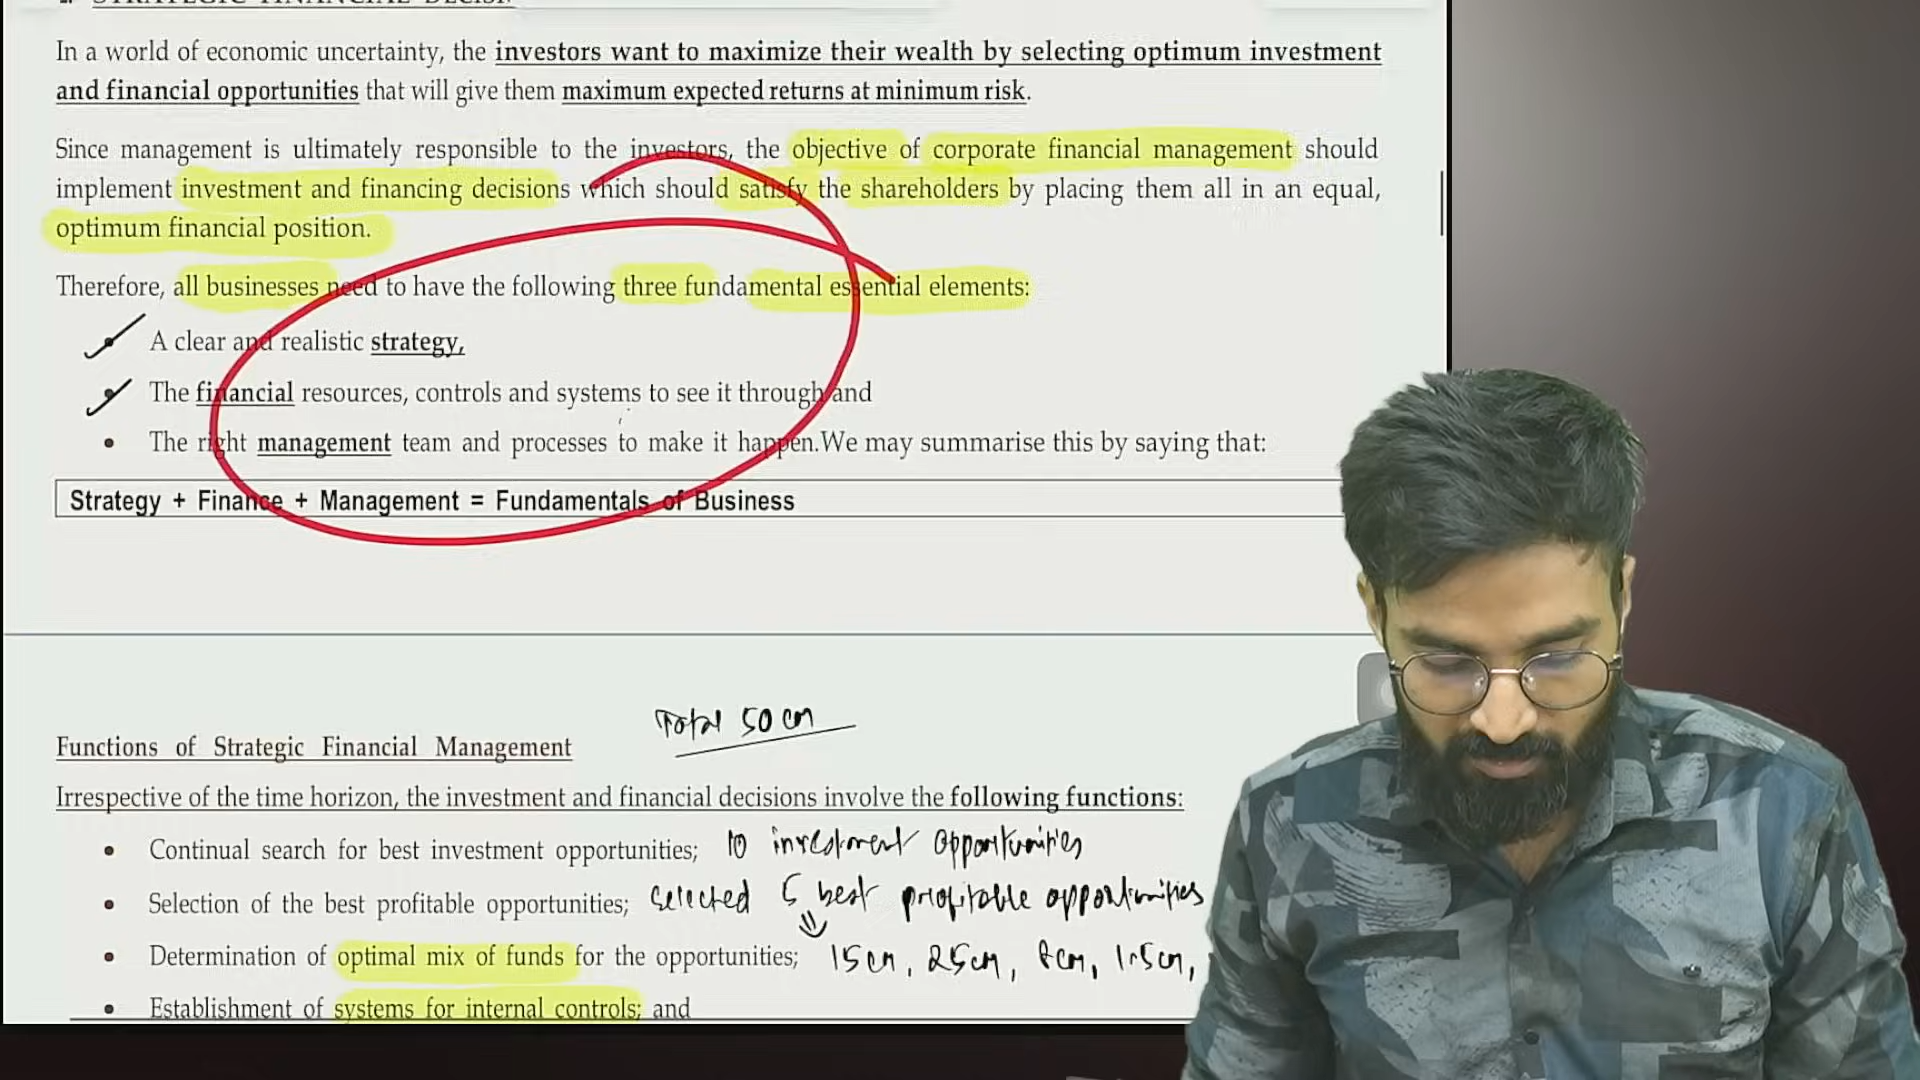 STRATEGIC FINANCIAL DECISI
In a world of economic uncertainty, the investors want to maximize their wealth by selecting optimum investment
and financial opportunities that will give them maximum expected returns at minimum risk.
Since management is ultimately responsible to the investors, the objective of corporate financial management should
implement investment and financing decisions which should satisfy the shareholders by placing them all in an equal,
optimum financial position.
Therefore, all businesses need to have the following three fundamental essential elements:
• A clear and realistic strategy,
• The financial resources, controls and systems to see it through and
• The right management team and processes to make it happen.We may summarise this by saying that:
Strategy + Finance + Management = Fundamentals of Business
Total 50 cr
Functions of Strategic Financial Management
Irrespective of the time horizon, the investment and financial decisions involve the following functions:
• Continual search for best investment opportunities; 10 investment opportunities
• Selection of the best profitable opportunities; selected 5 best profitable opportunities
• Determination of optimal mix of funds for the opportunities; 15cr, 25cr,
• Establishment of systems for internal controls; and